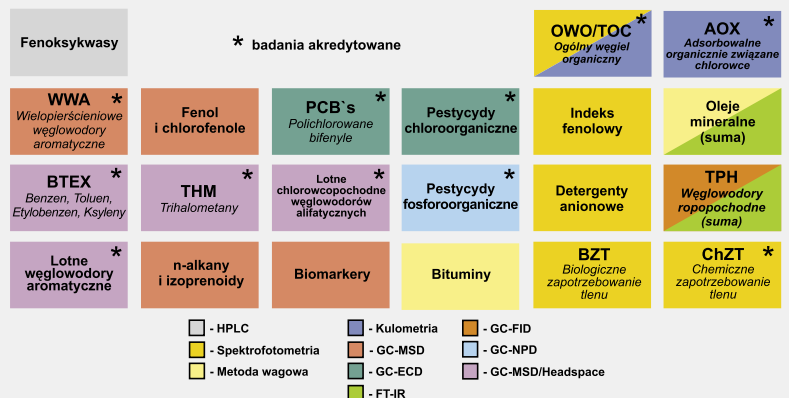 Fenoksykwasy
* badania akredytowane
OWO/TOC *
Ogólny węgiel
organiczny
AOX *
Adsorbowalne
organicznie związane
chlorowce
WWA *
Wielopierścieniowe
węglowodory
aromatyczne
Fenol
i chlorofenole
PCB`s *
Polichlorowane
bifenyle
*
Pestycydy
chloroorganiczne
Indeks
fenolowy
Oleje
mineralne
(suma)
BTEX *
Benzen, Toluen,
Etylobenzen, Ksyleny
THM *
Trihalometany
*
Lotne
chlorowcopochodne
węglowodorów
alifatycznych
*
Pestycydy
fosforoorganiczne
Detergenty
anionowe
TPH *
Węglowodory
ropopochodne
(suma)
*
Lotne
węglowodory
aromatyczne
n-alkany
i izoprenoidy
Biomarkery
Bituminy
BZT
Biologiczne
zapotrzebowanie
tlenu
ChZT *
Chemiczne
zapotrzebowanie
tlenu
- HPLC
- Spektrofotometria
- Metoda wagowa
- Kulometria
- GC-MSD
- GC-ECD
- FT-IR
- GC-FID
- GC-NPD
- GC-MSD/Headspace